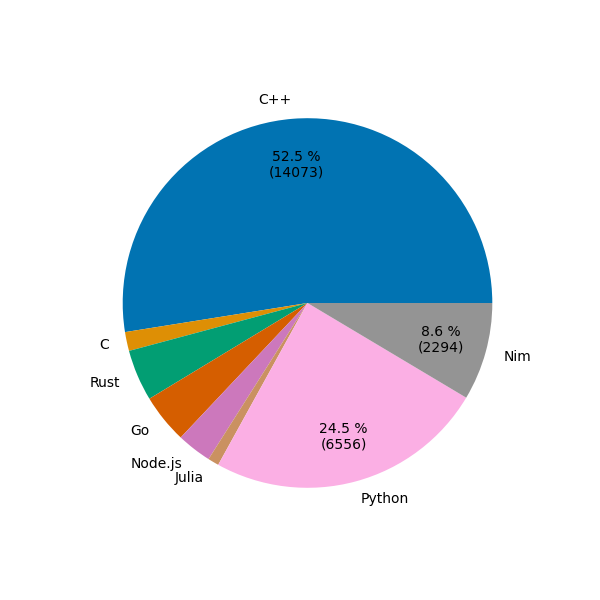 C++
52.5 %
(14073)
C
Rust
Go
Node.js
Julia
24.5 %
(6556)
Python
8.6 %
(2294)
Nim